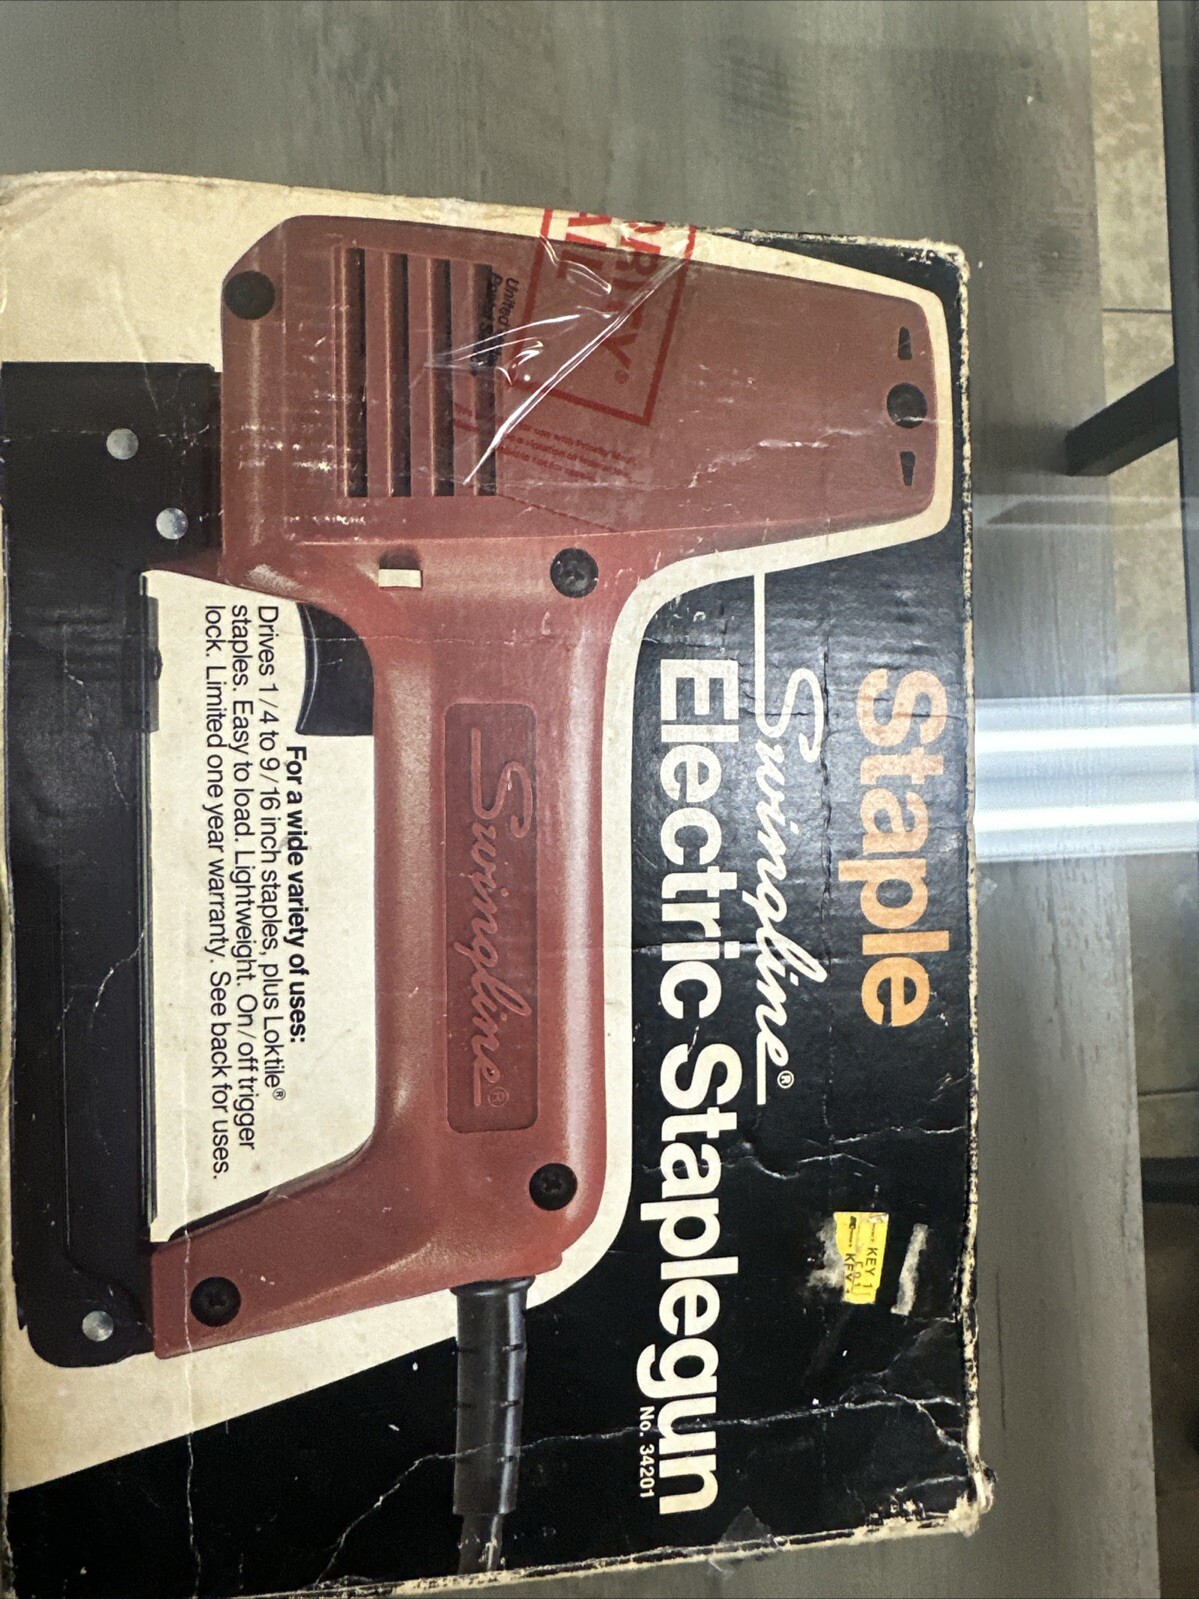 Staple
Swingline®
Electric Staplegun
No. 34201
Swingline®
For a wide variety of uses:
Drives 1/4 to 9/16 inch staples, plus Loktile®
staples. Easy to load. Lightweight. On/off trigger
lock. Limited one year warranty. See back for uses.
KEY 1
KEY
United